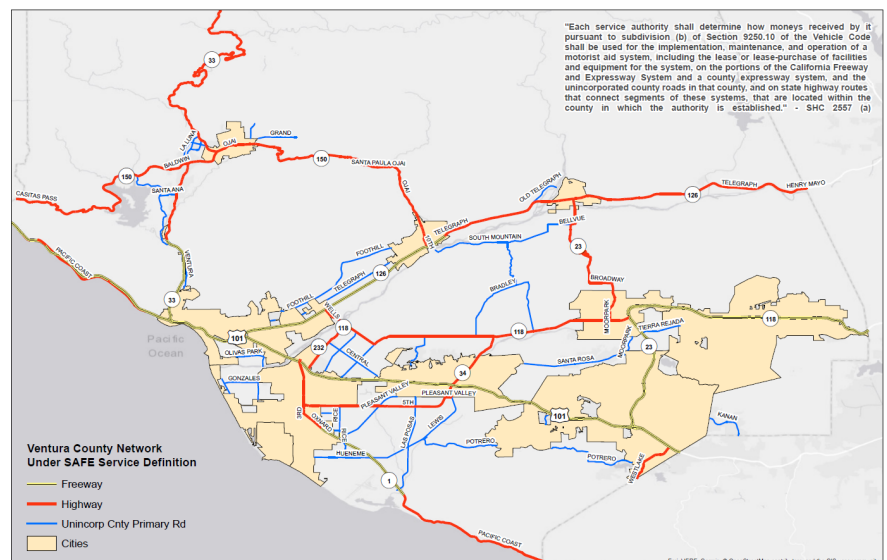 "Each service authority shall determine how moneys received by it
pursuant to subdivision (b) of Section 9250.10 of the Vehicle Code
shall be used for the implementation, maintenance, and operation of a
motorist aid system, including the lease or lease-purchase of facilities
and equipment for the system, on the portions of the California Freeway
and Expressway System and a county expressway system, and the
unincorporated county roads in that county, and on state highway routes
that connect segments of these systems, that are located within the
county in which the authority is established." - SHC 2557 (a)
33
LA LUNA
OJAI
GRAND
BALDWIN
150
SANTA PAULA OJAI
150
SANTA ANA
CASITAS PASS
OJAI
OLD TELEGRAPH
TELEGRAPH
HENRY MAYO
126
TELEGRAPH
BELLVUE
10TH
SOUTH MOUNTAIN
23
PACIFIC COAST
VENTURA
FOOTHILL
TELEGRAPH
126
BROADWAY
BRADLEY
33
FOOTHILL
WELLS
MOORPARK
118
118
118
TIERRA REJADA
MOORPARK
23
Pacific
Ocean
101
232
CENTRAL
OLIVAS PARK
SANTA ROSA
34
GONZALES
PLEASANT VALLEY
PLEASANT VALLEY
5TH
3RD
OXNARD
RICE
RICE
LAS POSAS
LEWIS
101
KANAN
HUENEME
POTRERO
POTRERO
WESTLAKE
1
PACIFIC COAST
Ventura County Network
Under SAFE Service Definition
Freeway
Highway
Unincorp Cnty Primary Rd
Cities